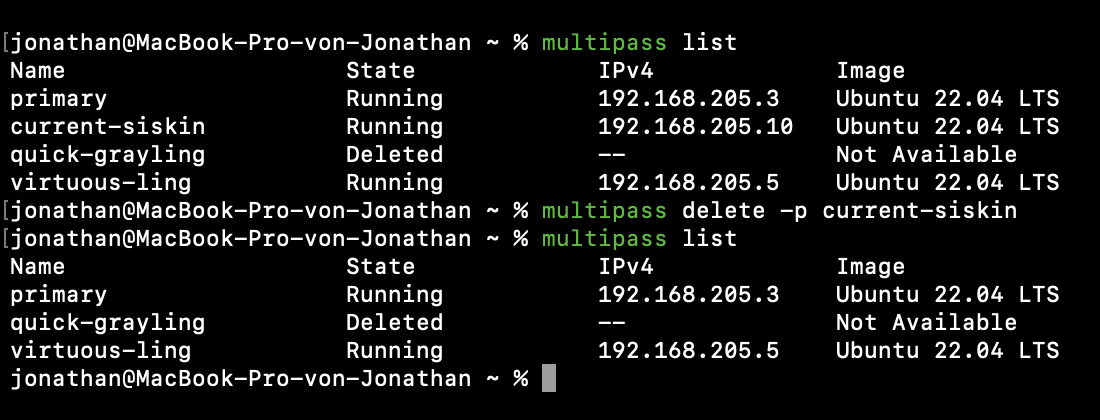 [jonathan@MacBook-Pro-von-Jonathan ~ % multipass list
Name                    State             IPv4             Image
primary                 Running           192.168.205.3    Ubuntu 22.04 LTS
current-siskin          Running           192.168.205.10   Ubuntu 22.04 LTS
quick-grayling          Deleted           --               Not Available
virtuous-ling           Running           192.168.205.5    Ubuntu 22.04 LTS
[jonathan@MacBook-Pro-von-Jonathan ~ % multipass delete -p current-siskin
[jonathan@MacBook-Pro-von-Jonathan ~ % multipass list
Name                    State             IPv4             Image
primary                 Running           192.168.205.3    Ubuntu 22.04 LTS
quick-grayling          Deleted           --               Not Available
virtuous-ling           Running           192.168.205.5    Ubuntu 22.04 LTS
jonathan@MacBook-Pro-von-Jonathan ~ %